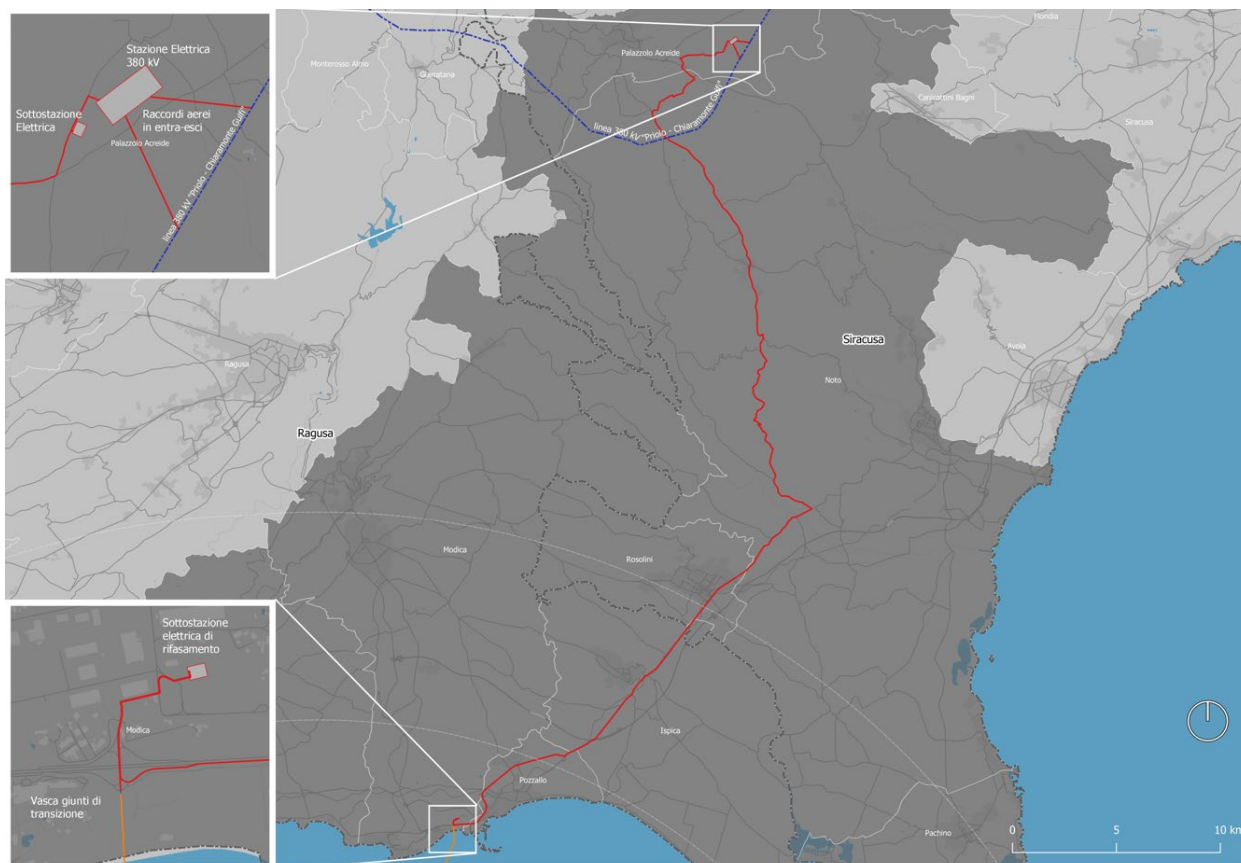 Stazione Elettrica
380 kV
Sottostazione
Elettrica
Raccordi aerei
in entra-esci
Palazzolo Acreide
linea 380 kV "Priolo - Chiaramonte Gulfi"
Monterosso Almo
Giarratana
Palazzolo Acreide
linea 380 kV "Priolo - Chiaramonte Gulfi"
Floridia
Canicattini Bagni
Siracusa
Siracusa
Avola
Noto
Ragusa
Ragusa
Modica
Rosolini
Ispica
Pozzallo
Pachino
Sottostazione
elettrica di
rifasamento
Modica
Vasca giunti di
transizione
0 5 10 km